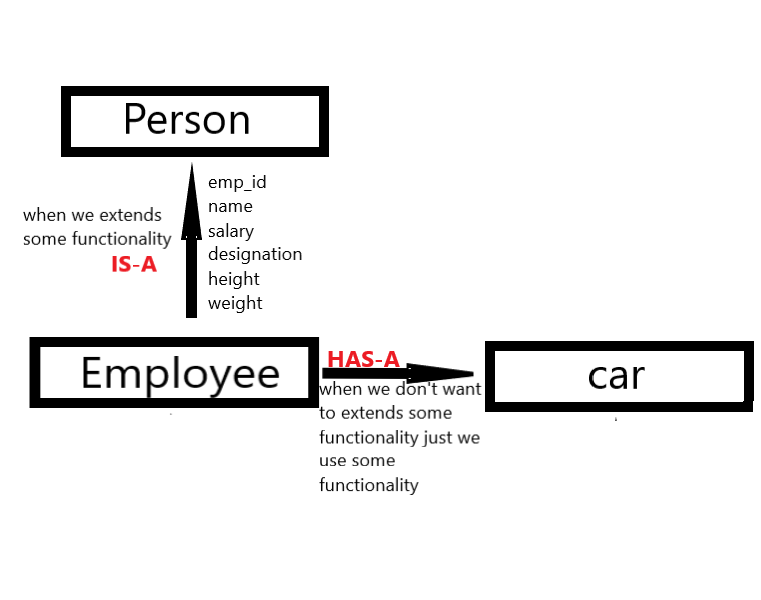 Person
emp_id
name
salary
designation
height
weight
when we extends
some functionality
IS-A
Employee
HAS-A
when we don't want
to extends some
functionality just we
use some
functionality
car